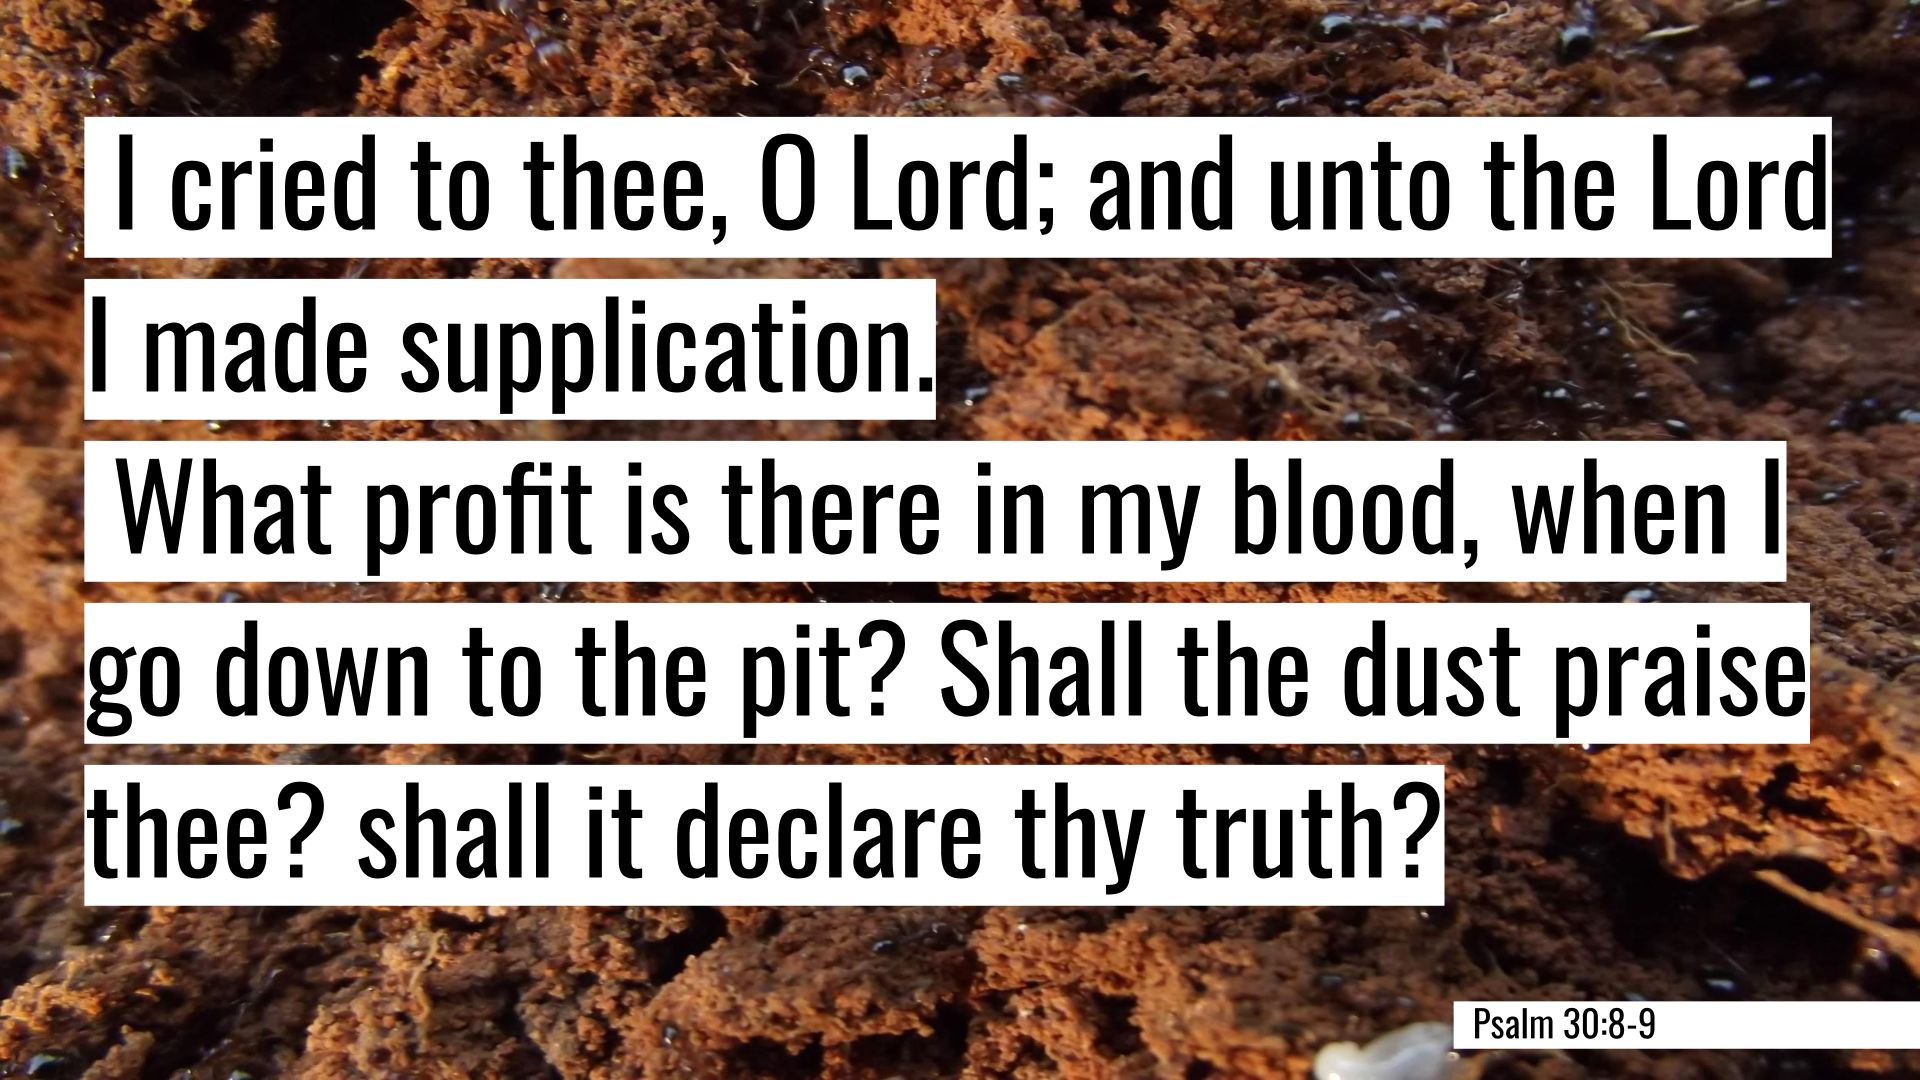 I cried to thee, O Lord; and unto the Lord
I made supplication.
What profit is there in my blood, when I
go down to the pit? Shall the dust praise
thee? shall it declare thy truth?
Psalm 30:8-9